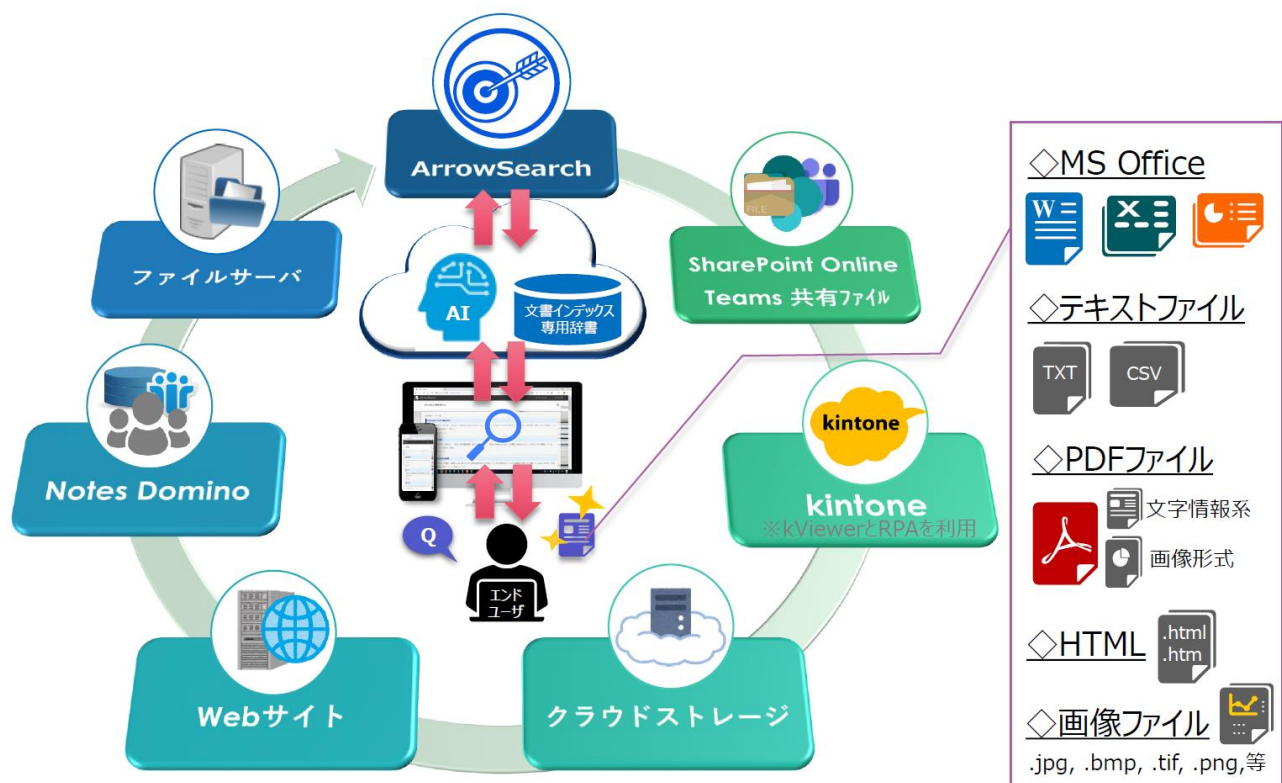 ArrowSearch
FILE
SharePoint Online
Teams 共有ファイル
kintone
kintone
※kViewerとRPAを利用
クラウドストレージ
Webサイト
Notes Domino
ファイルサーバ
AI
文書インデックス
専用辞書
Q
エンド
ユーザ
◇MS Office
W
X
◇テキストファイル
TXT
CSV
◇PDFファイル
文字情報系
画像形式
◇HTML
.html
.htm
◇画像ファイル
.jpg, .bmp, .tif, .png,等